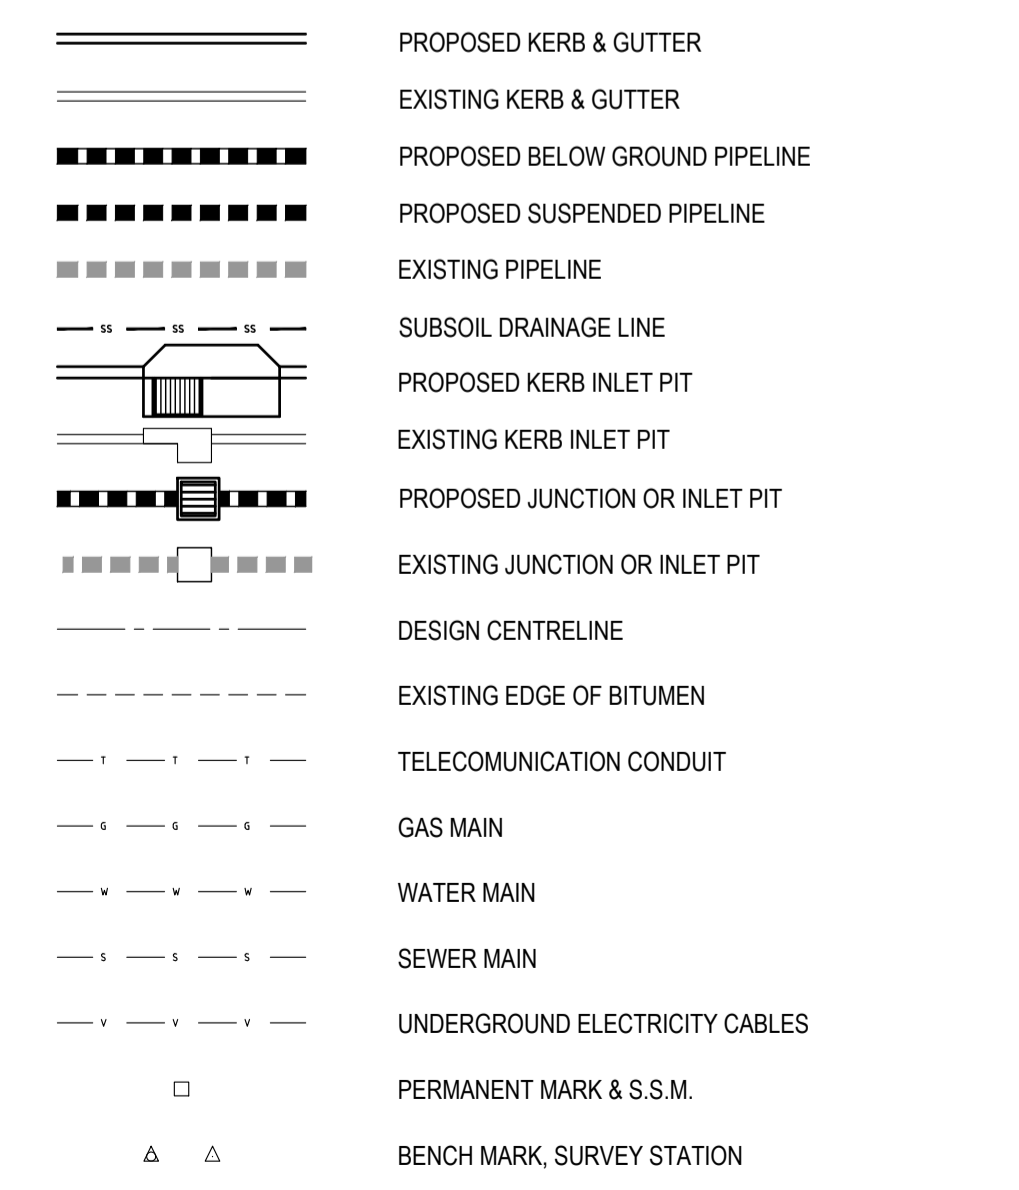 PROPOSED KERB & GUTTER
EXISTING KERB & GUTTER
PROPOSED BELOW GROUND PIPELINE
PROPOSED SUSPENDED PIPELINE
EXISTING PIPELINE
SS SS SS SUBSOIL DRAINAGE LINE
PROPOSED KERB INLET PIT
EXISTING KERB INLET PIT
PROPOSED JUNCTION OR INLET PIT
EXISTING JUNCTION OR INLET PIT
DESIGN CENTRELINE
EXISTING EDGE OF BITUMEN
T T T TELECOMUNICATION CONDUIT
G G G GAS MAIN
W W W WATER MAIN
S S S SEWER MAIN
V V V UNDERGROUND ELECTRICITY CABLES
PERMANENT MARK & S.S.M.
BENCH MARK, SURVEY STATION